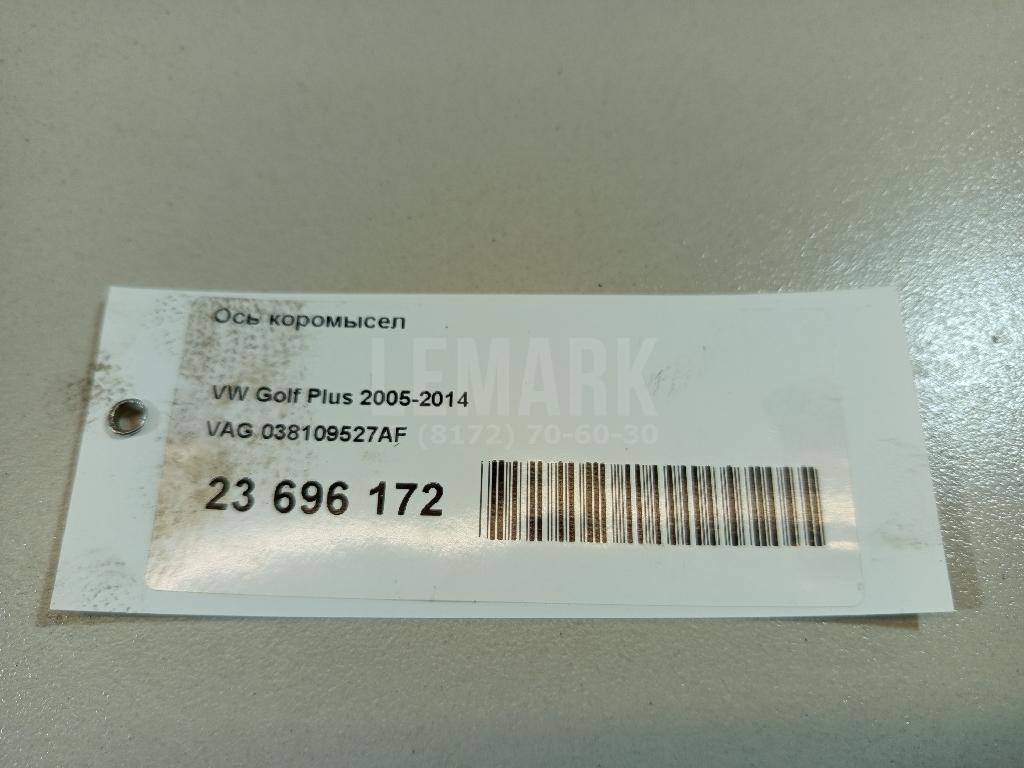 Ось коромысел
LEMARK
VW Golf Plus 2005-2014
VAG 038109527AF
(8172) 70-60-30
23 696 172